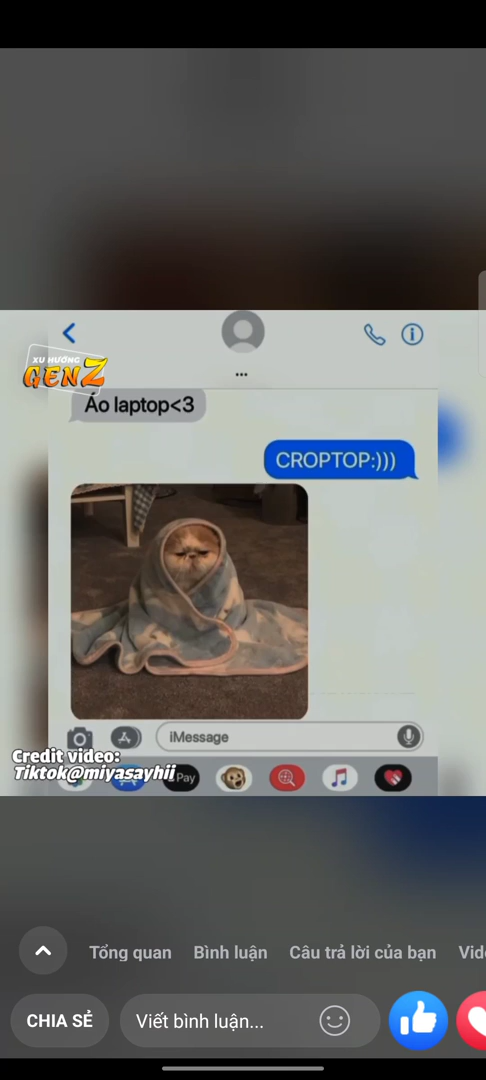 XU HƯỚNG
GENZ
...
Áo laptop<3
CROPTOP:)))
iMessage
Credit video:
Tiktok@miyasayhii
Pay
Tổng quan
Bình luận
Câu trả lời của bạn
Vid
CHIA SẺ
Viết bình luận...